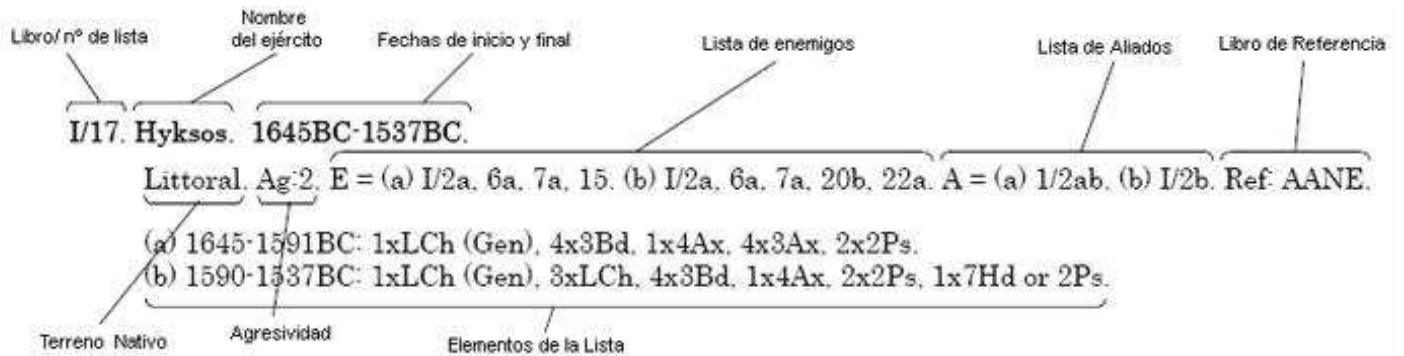 Libro/ nº de lista
Nombre
del ejército
Fechas de inicio y final
Lista de enemigos
Lista de Aliados
Libro de Referencia
I/17. Hyksos. 1645BC-1537BC.
Littoral. Ag:2. E = (a) I/2a, 6a, 7a, 15. (b) I/2a, 6a, 7a, 20b, 22a. A = (a) 1/2ab. (b) I/2b. Ref: AANE.
(a) 1645-1591BC: 1xLCh (Gen), 4x3Bd, 1x4Ax, 4x3Ax, 2x2Ps.
(b) 1590-1537BC: 1xLCh (Gen), 3xLCh, 4x3Bd, 1x4Ax, 2x2Ps, 1x7Hd or 2Ps.
Terreno Nativo
Agresividad
Elementos de la Lista